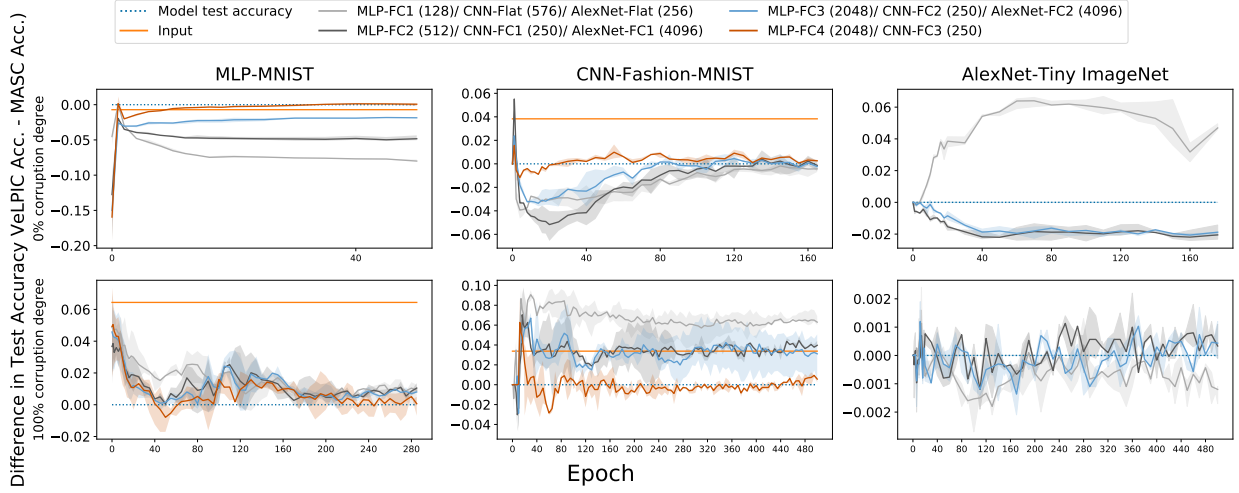 Model test accuracy
Input
MLP-FC1 (128)/ CNN-Flat (576)/ AlexNet-Flat (256)
MLP-FC2 (512)/ CNN-FC1 (250)/ AlexNet-FC1 (4096)
MLP-FC3 (2048)/ CNN-FC2 (250)/ AlexNet-FC2 (4096)
MLP-FC4 (2048)/ CNN-FC3 (250)
Difference in Test Accuracy VeLPIC Acc. - MASC Acc.)
0% corruption degree
MLP-MNIST
0.00
−0.05
−0.10
−0.15
−0.20
0 40
CNN-Fashion-MNIST
0.06
0.04
0.02
0.00
−0.02
−0.04
−0.06
0 40 80 120 160
AlexNet-Tiny ImageNet
0.06
0.04
0.02
0.00
−0.02
0 40 80 120 160
100% corruption degree
0.06
0.04
0.02
0.00
−0.02
0 40 80 120 160 200 240 280
0.10
0.08
0.06
0.04
0.02
0.00
−0.02
−0.04
0 40 80 120 160 200 240 280 320 360 400 440 480
0.002
0.001
0.000
−0.001
−0.002
0 40 80 120 160 200 240 280 320 360 400 440 480
Epoch